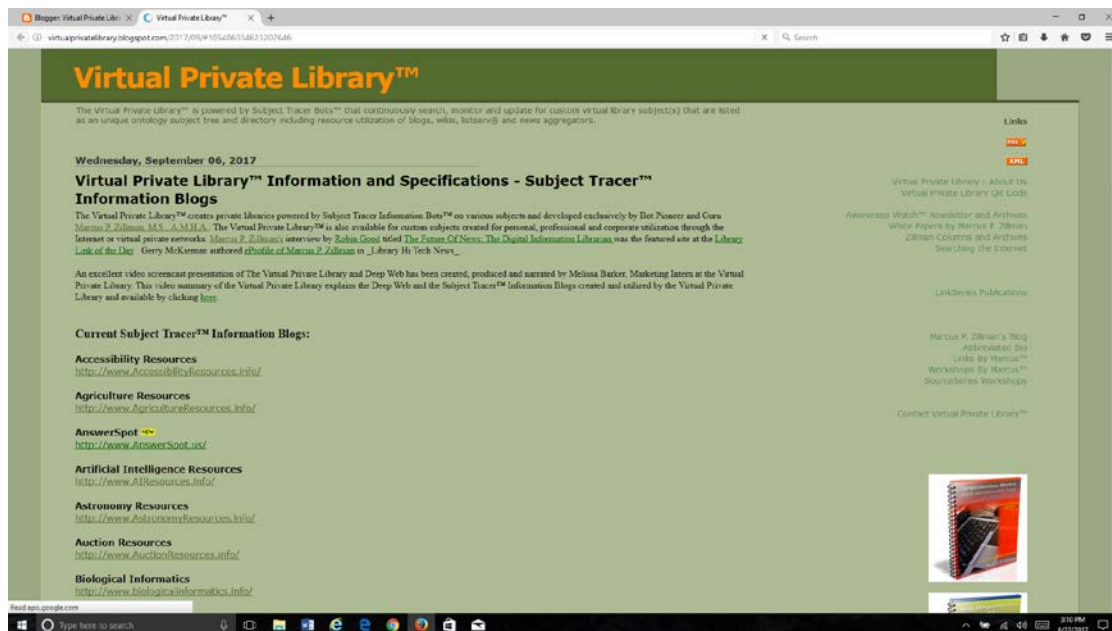 Blogger: Virtual Private Libr
Virtual Private Library™
virtualprivatelibrary.blogspot.com/2017/09/#105486334621202646
Search
Virtual Private Library™
The Virtual Private Library™ is powered by Subject Tracer Bots™ that continuously search, monitor and update for custom virtual library subject(s) that are listed
as an unique ontology subject tree and directory including resource utilization of blogs, wikis, listserv® and news aggregators.
Wednesday, September 06, 2017
Virtual Private Library™ Information and Specifications - Subject Tracer™
Information Blogs
The Virtual Private Library™ creates private libraries powered by Subject Tracer Information Bots™ on various subjects and developed exclusively by Bot Pioneer and Guru
Marcus P. Zillman, M.S., A.M.H.A.. The Virtual Private Library™ is also available for custom subjects created for personal, professional and corporate utilization through the
Internet or virtual private networks. Marcus P. Zillman's interview by Robin Good titled The Future Of News: The Digital Information Librarian was the featured site at the Library
Link of the Day. Gerry McKiernan authored eProfile of Marcus P. Zillman in _Library Hi Tech News_
An excellent video screencast presentation of The Virtual Private Library and Deep Web has been created, produced and narrated by Melissa Barker, Marketing Intern at the Virtual
Private Library. This video summary of the Virtual Private Library explains the Deep Web and the Subject Tracer™ Information Blogs created and utilized by the Virtual Private
Library and available by clicking here.
Current Subject Tracer™ Information Blogs:
Accessibility Resources
http://www.AccessibilityResources.info/
Agriculture Resources
http://www.AgricultureResources.info/
AnswerSpot NEW
http://www.AnswerSpot.us/
Artificial Intelligence Resources
http://www.AIResources.info/
Astronomy Resources
http://www.AstronomyResources.info/
Auction Resources
http://www.AuctionResources.info/
Biological Informatics
http://www.biologicalinformatics.info/
Links
RSS
XML
Virtual Private Library - About Us
Virtual Private Library QR Code
Awareness Watch™ Newsletter and Archives
White Papers by Marcus P. Zillman
Zillman Columns and Archives
Searching the Internet
LinkSeries Publications
Marcus P. Zillman's Blog
Abbreviated Bio
Links By Marcus™
Workshops By Marcus™
SourceSeries Workshops
Contact Virtual Private Library™
Read apis.google.com
Type here to search
3:10 PM